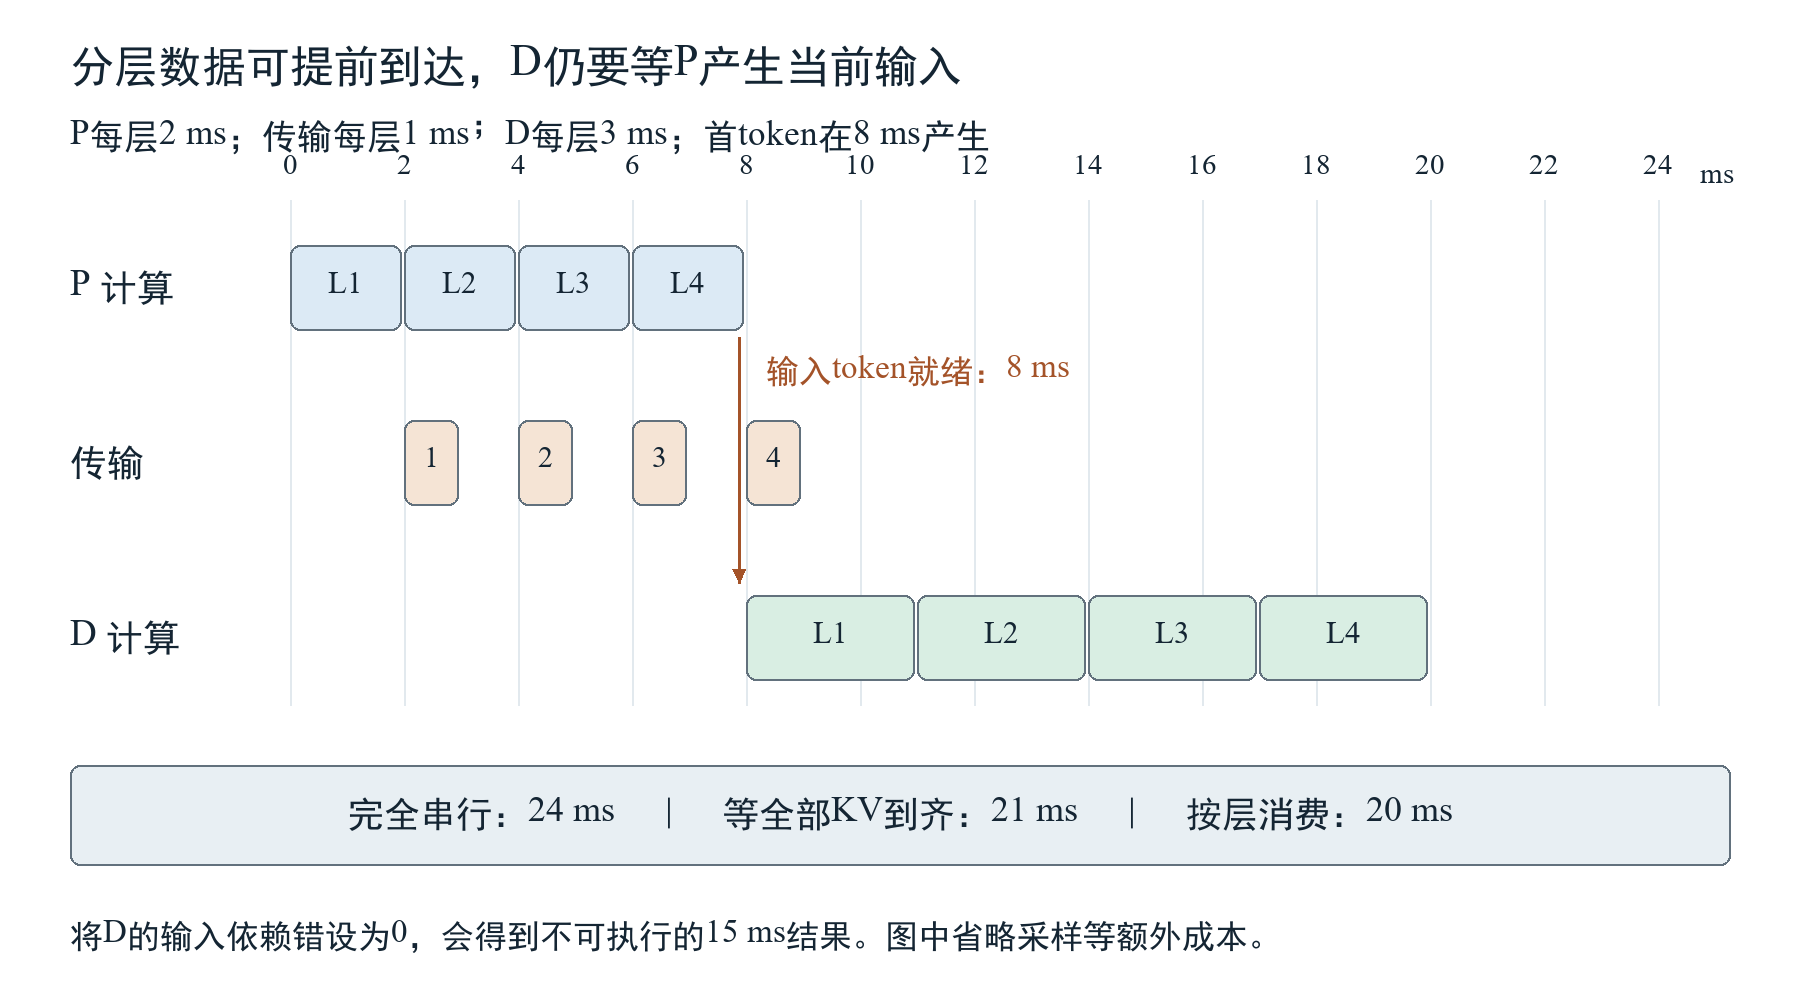 分层数据可提前到达，D仍要等P产生当前输入
P每层2 ms；传输每层1 ms；D每层3 ms；首token在8 ms产生
0 2 4 6 8 10 12 14 16 18 20 22 24 ms
P 计算 L1 L2 L3 L4
输入token就绪：8 ms
传输 1 2 3 4
D 计算 L1 L2 L3 L4
完全串行：24 ms | 等全部KV到齐：21 ms | 按层消费：20 ms
将D的输入依赖错设为0，会得到不可执行的15 ms结果。图中省略采样等额外成本。